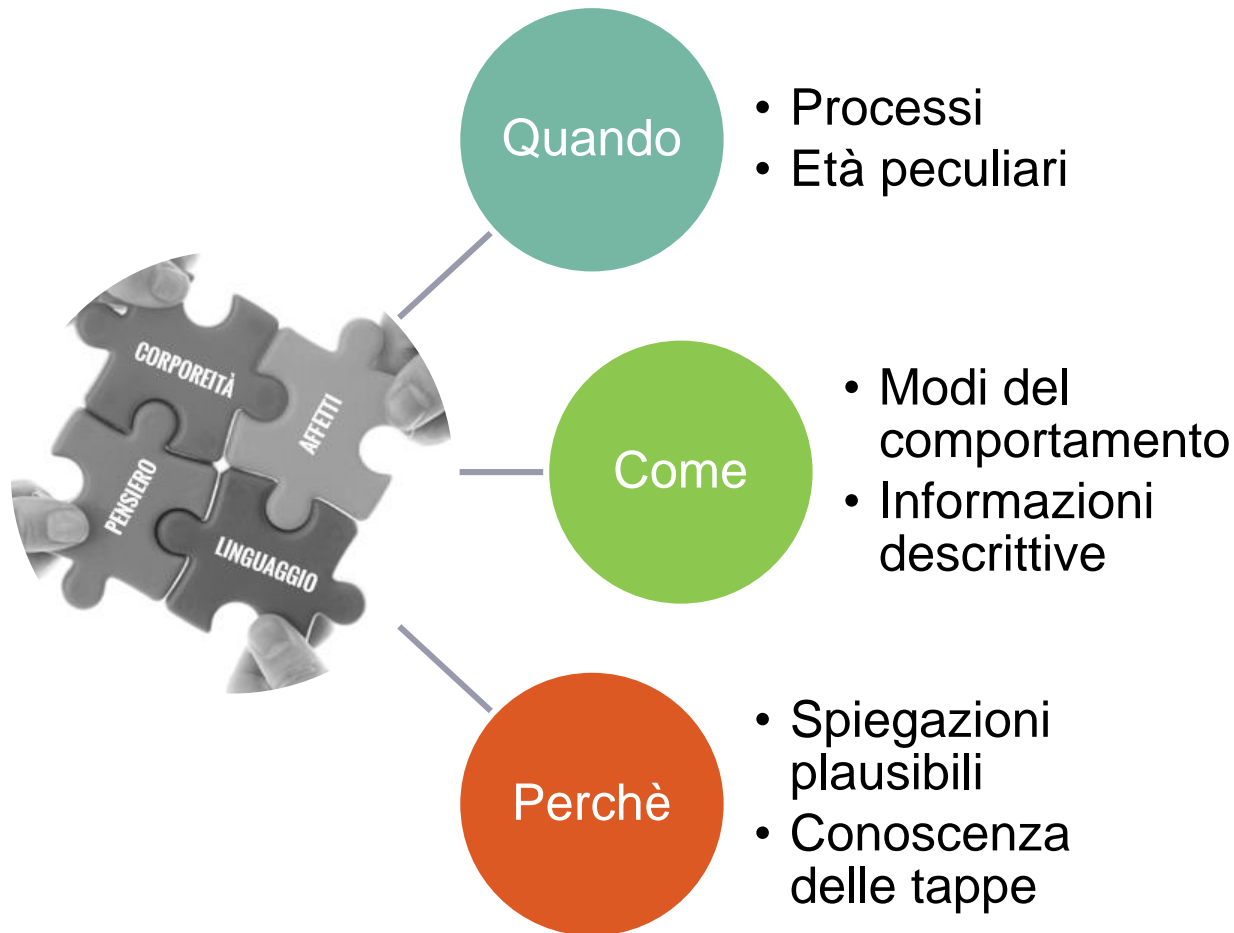 CORPOREITÀ
AFFETTI
PENSIERO
LINGUAGGIO
Quando
• Processi
• Età peculiari
Come
• Modi del
comportamento
• Informazioni
descrittive
Perchè
• Spiegazioni
plausibili
• Conoscenza
delle tappe